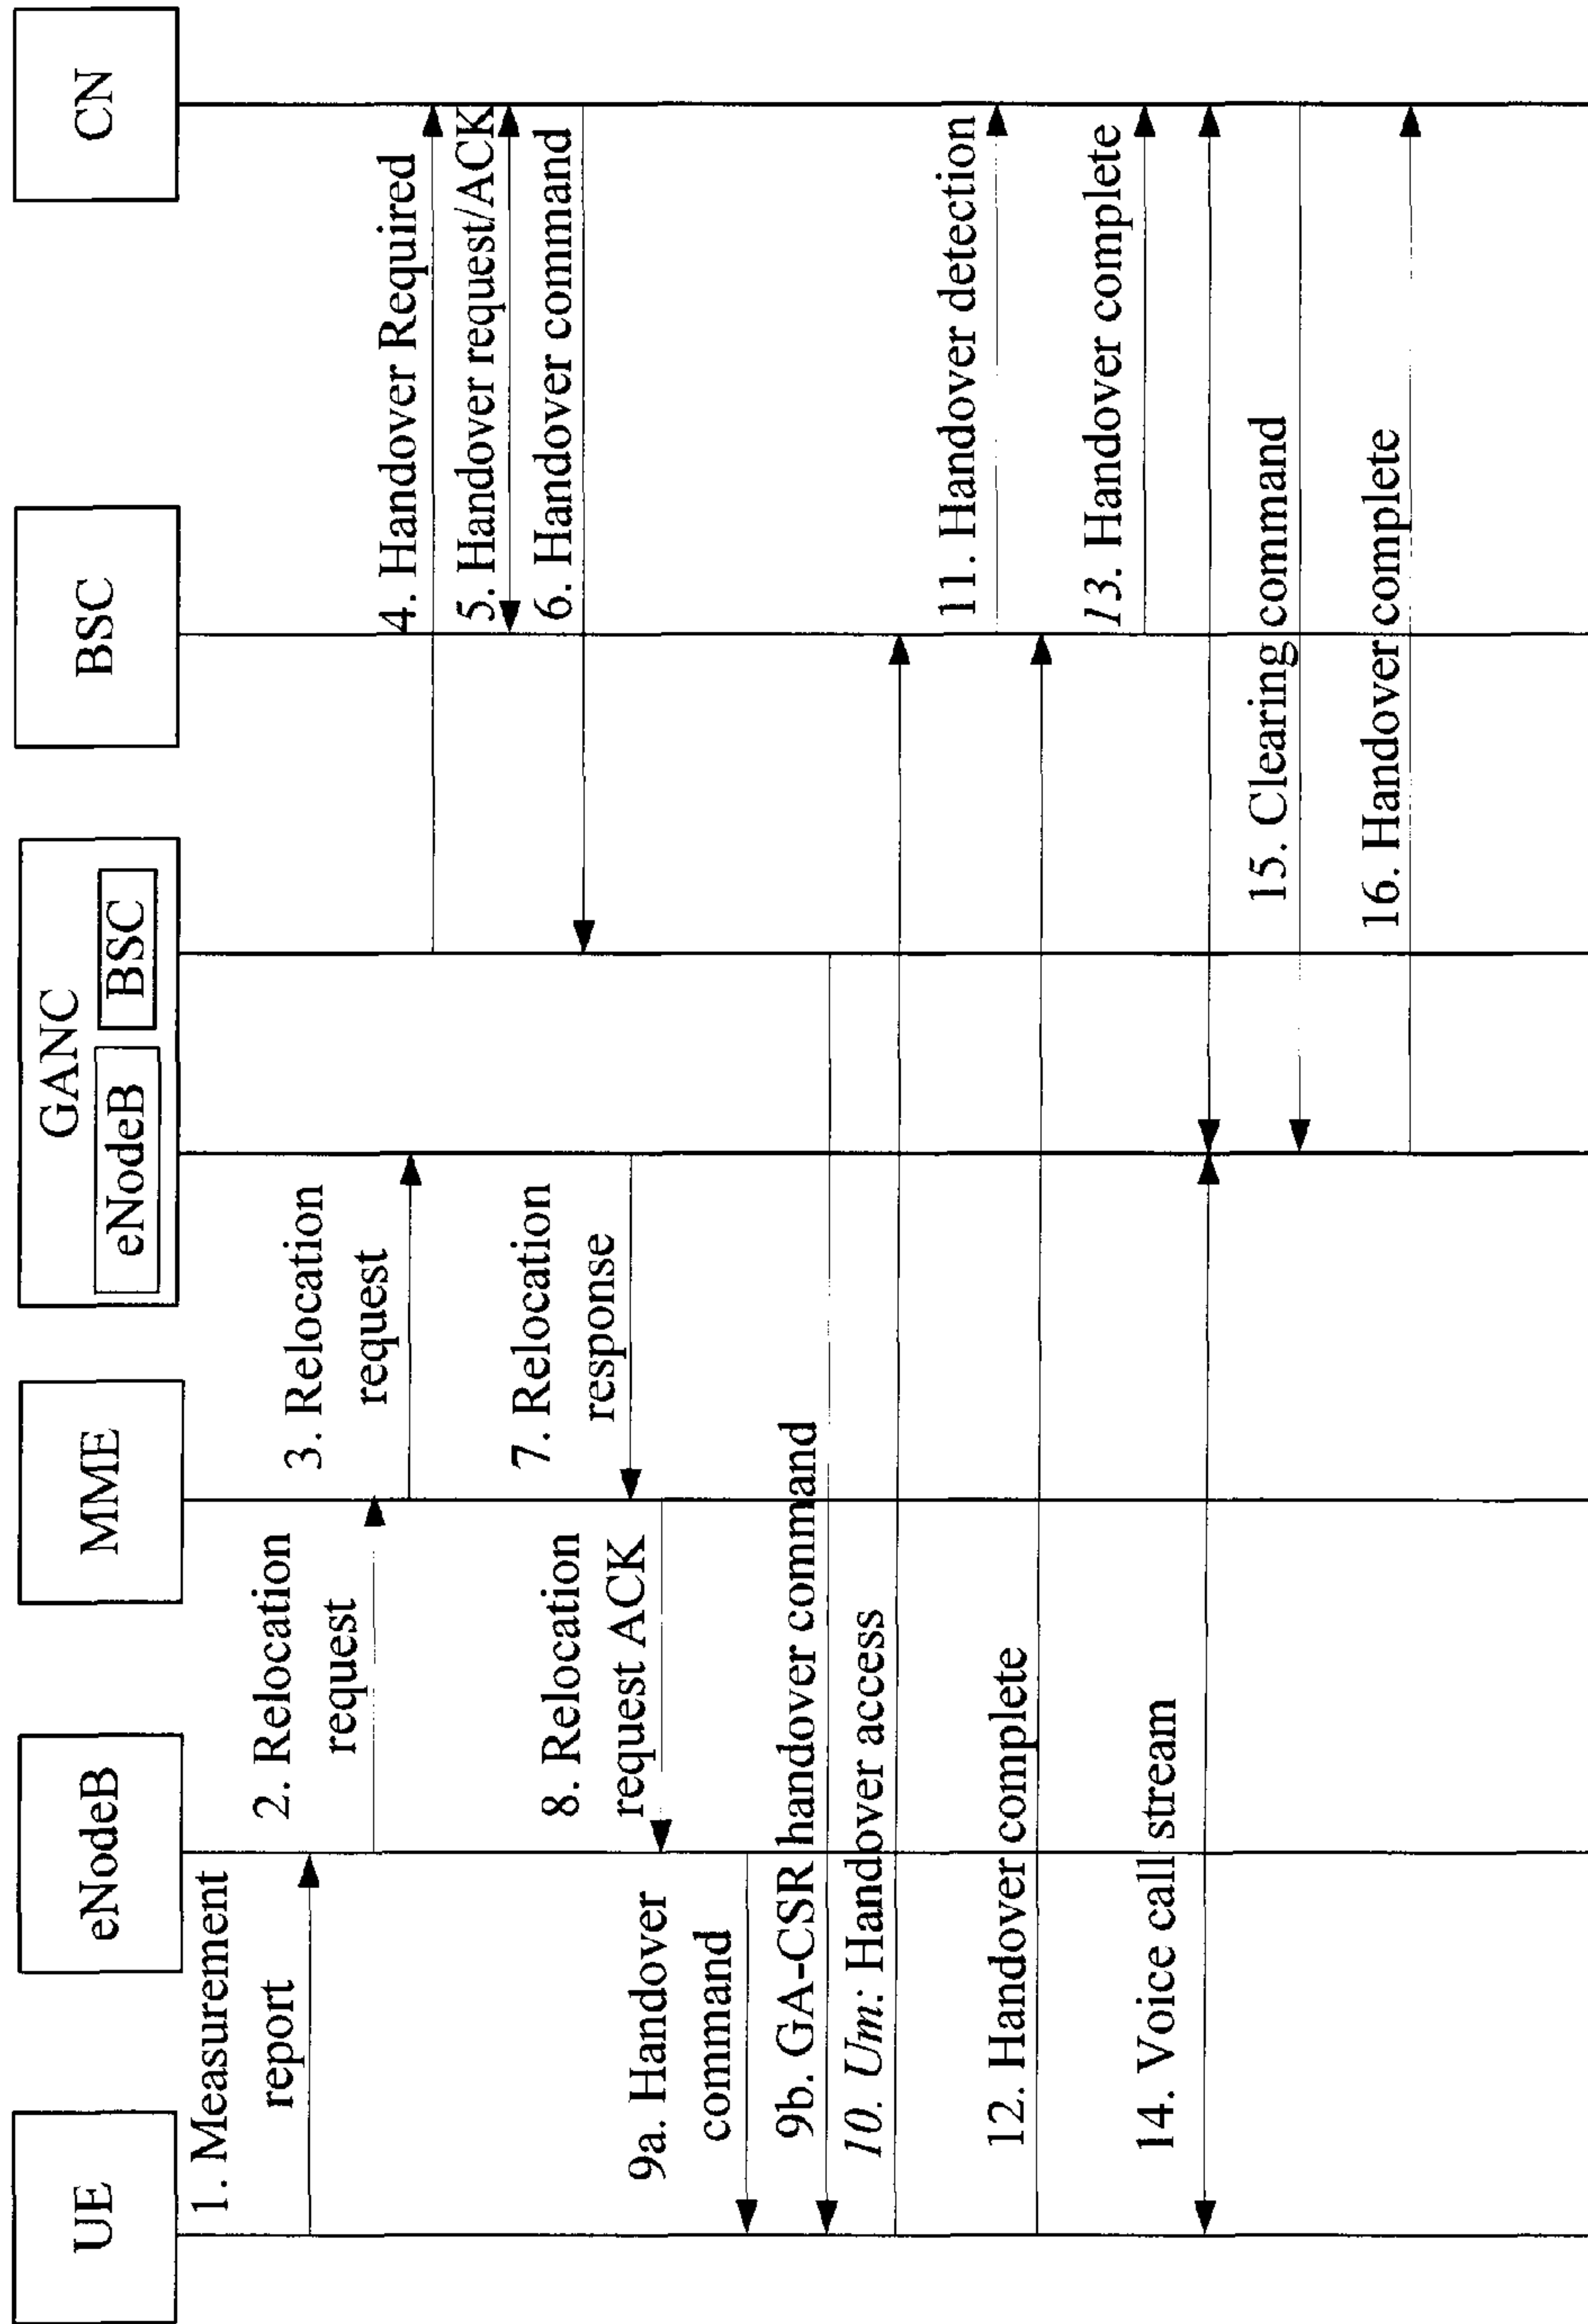 UE
eNodeB
MME
GANC
eNodeB
BSC
BSC
CN
1. Measurement
report
2. Relocation
request
3. Relocation
request
4. Handover Required
5. Handover request/ACK
6. Handover command
7. Relocation
response
8. Relocation
request ACK
9a. Handover
command
9b. GA-CSR handover command
10. Um: Handover access
11. Handover detection
12. Handover complete
13. Handover complete
14. Voice call stream
15. Clearing command
16. Handover complete